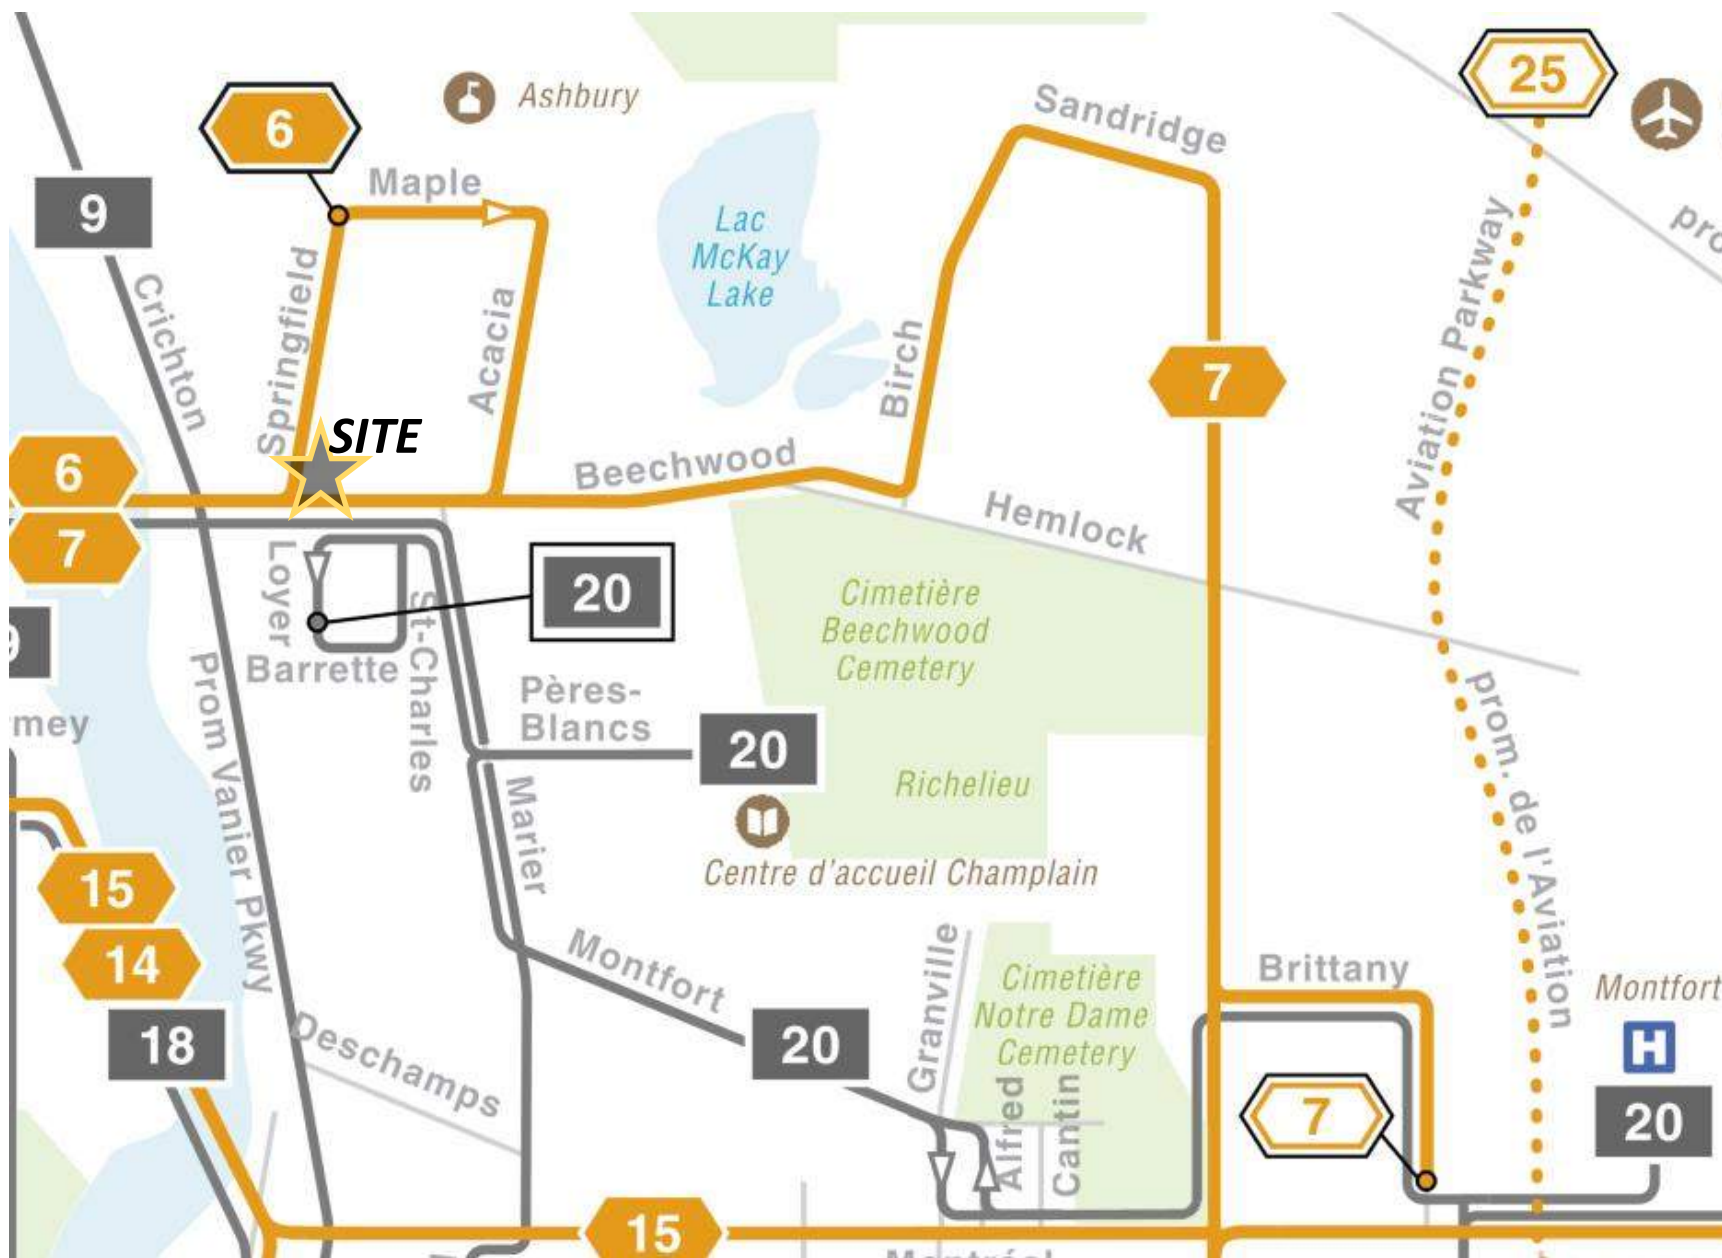 25
Ashbury
Sandridge
6
Maple
9
Lac
McKay
Lake
Springfield
Acacia
Crichton
Birch
7
Aviation Parkway
SITE
6
Beechwood
7
Hemlock
Loyer
20
St-Charles
Cimetière
Beechwood
Cemetery
Barrette
Pères-
Blancs
20
Prom Vanier Pkwy
prom. de l'Aviation
Richelieu
Marier
Centre d'accueil Champlain
15
14
Montfort
Granville
Cimetière
Notre Dame
Cemetery
Brittany
Montfort
H
18
20
Deschamps
Alfred
Cantin
7
20
15